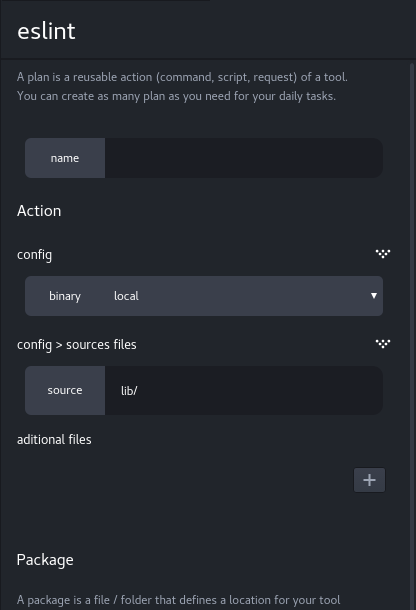 eslint
A plan is a reusable action (command, script, request) of a tool.
You can create as many plan as you need for your daily tasks.
name
Action
config
binary local
config > sources files
source lib/
aditional files
Package
A package is a file / folder that defines a location for your tool